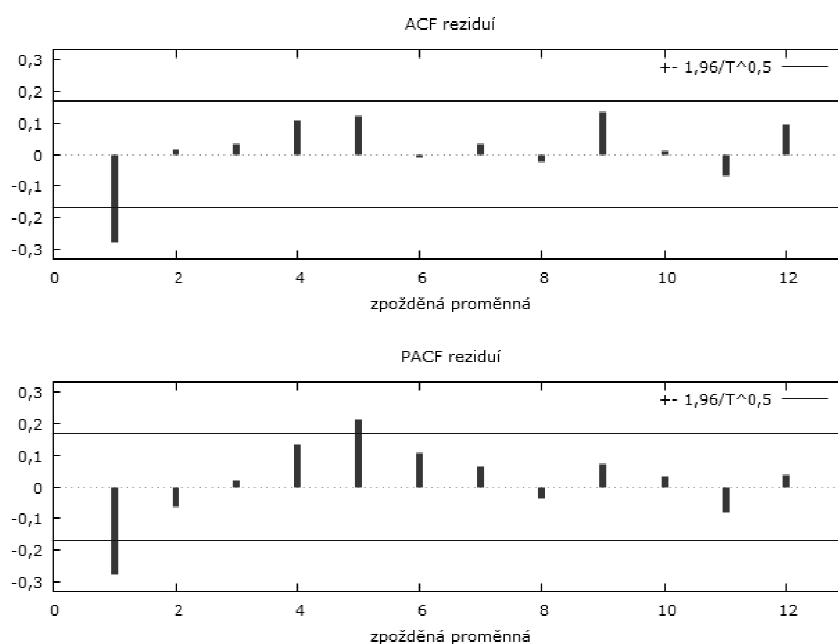 ACF reziduí
+- 1,96/T^0,5
0,3
0,2
0,1
0
-0,1
-0,2
-0,3
0 2 4 6 8 10 12
zpožděná proměnná
PACF reziduí
+- 1,96/T^0,5
0,3
0,2
0,1
0
-0,1
-0,2
-0,3
0 2 4 6 8 10 12
zpožděná proměnná